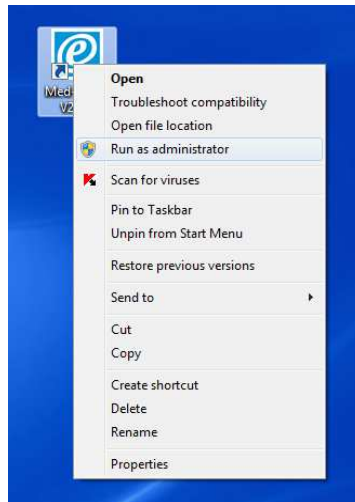 Open
Troubleshoot compatibility
Open file location
Run as administrator
Scan for viruses
Pin to Taskbar
Unpin from Start Menu
Restore previous versions
Send to
Cut
Copy
Create shortcut
Delete
Rename
Properties